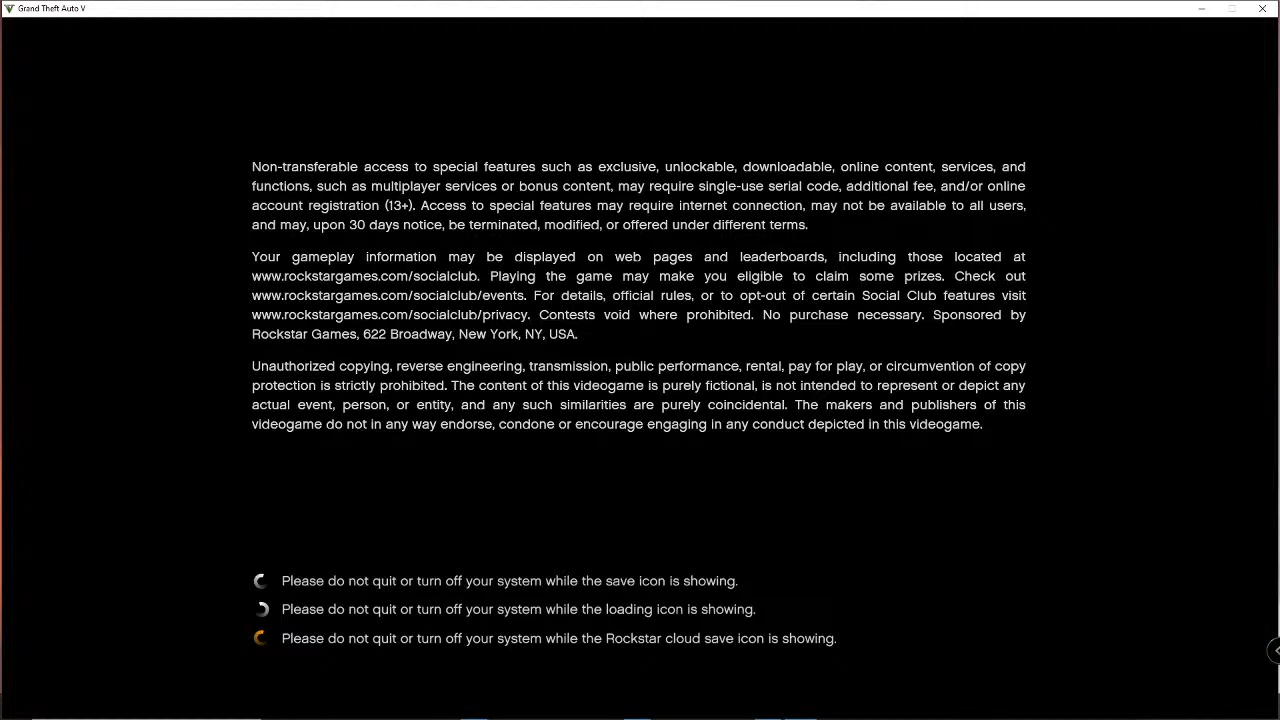 Grand Theft Auto V
Non-transferable access to special features such as exclusive, unlockable, downloadable, online content, services, and
functions, such as multiplayer services or bonus content, may require single-use serial code, additional fee, and/or online
account registration (13+). Access to special features may require internet connection, may not be available to all users,
and may, upon 30 days notice, be terminated, modified, or offered under different terms.
Your gameplay information may be displayed on web pages and leaderboards, including those located at
www.rockstargames.com/socialclub. Playing the game may make you eligible to claim some prizes. Check out
www.rockstargames.com/socialclub/events. For details, official rules, or to opt-out of certain Social Club features visit
www.rockstargames.com/socialclub/privacy. Contests void where prohibited. No purchase necessary. Sponsored by
Rockstar Games, 622 Broadway, New York, NY, USA.
Unauthorized copying, reverse engineering, transmission, public performance, rental, pay for play, or circumvention of copy
protection is strictly prohibited. The content of this videogame is purely fictional, is not intended to represent or depict any
actual event, person, or entity, and any such similarities are purely coincidental. The makers and publishers of this
videogame do not in any way endorse, condone or encourage engaging in any conduct depicted in this videogame.
Please do not quit or turn off your system while the save icon is showing.
Please do not quit or turn off your system while the loading icon is showing.
Please do not quit or turn off your system while the Rockstar cloud save icon is showing.